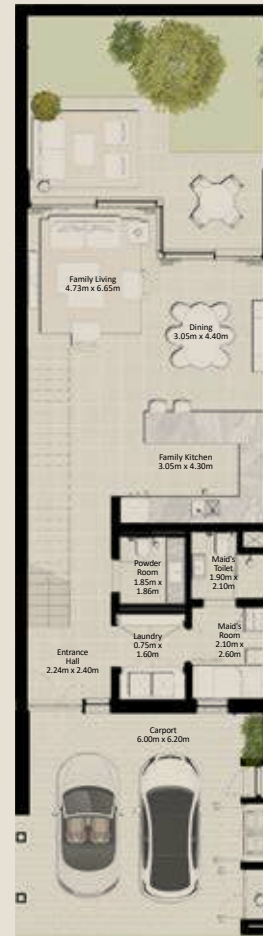 Family Living
4.73m x 6.65m
Dining
3.05m x 4.40m
Family Kitchen
3.05m x 4.30m
Powder
Room
1.85m x
1.86m
Maid's
Toilet
1.90m x
2.10m
Laundry
0.75m x
1.60m
Maid's
Room
2.10m x
2.60m
Entrance
Hall
2.24m x 2.40m
Carport
6.00m x 6.20m